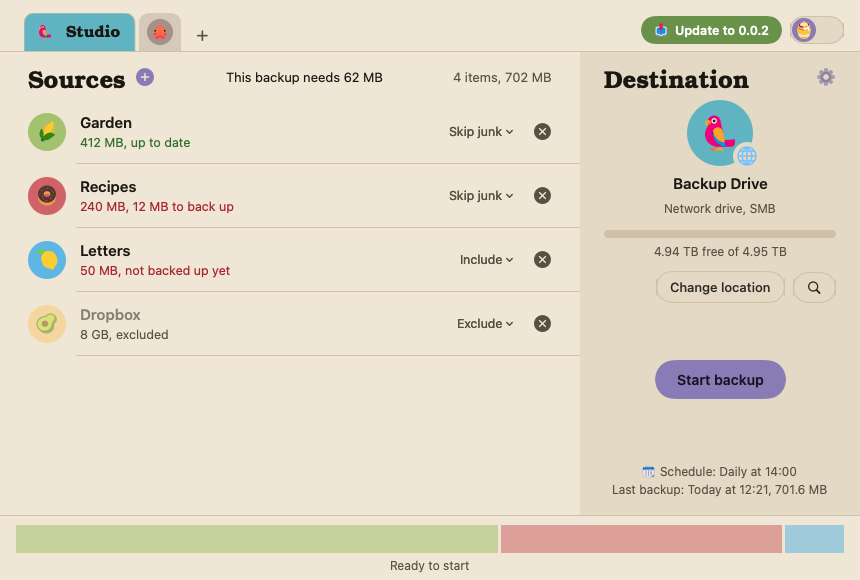 Studio
+
Update to 0.0.2
Sources
This backup needs 62 MB
4 items, 702 MB
Garden
412 MB, up to date
Skip junk
Recipes
240 MB, 12 MB to back up
Skip junk
Letters
50 MB, not backed up yet
Include
Dropbox
8 GB, excluded
Exclude
Destination
Backup Drive
Network drive, SMB
4.94 TB free of 4.95 TB
Change location
Start backup
Schedule: Daily at 14:00
Last backup: Today at 12:21, 701.6 MB
Ready to start